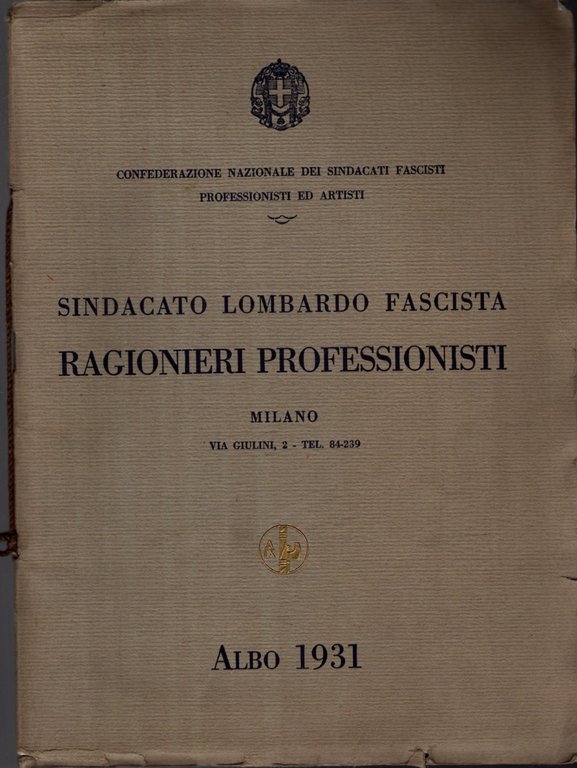 CONFEDERAZIONE NAZIONALE DEI SINDACATI FASCISTI
PROFESSIONISTI ED ARTISTI
SINDACATO LOMBARDO FASCISTA
RAGIONIERI PROFESSIONISTI
MILANO
VIA GIULINI, 2 - TEL. 84-239
ALBO 1931